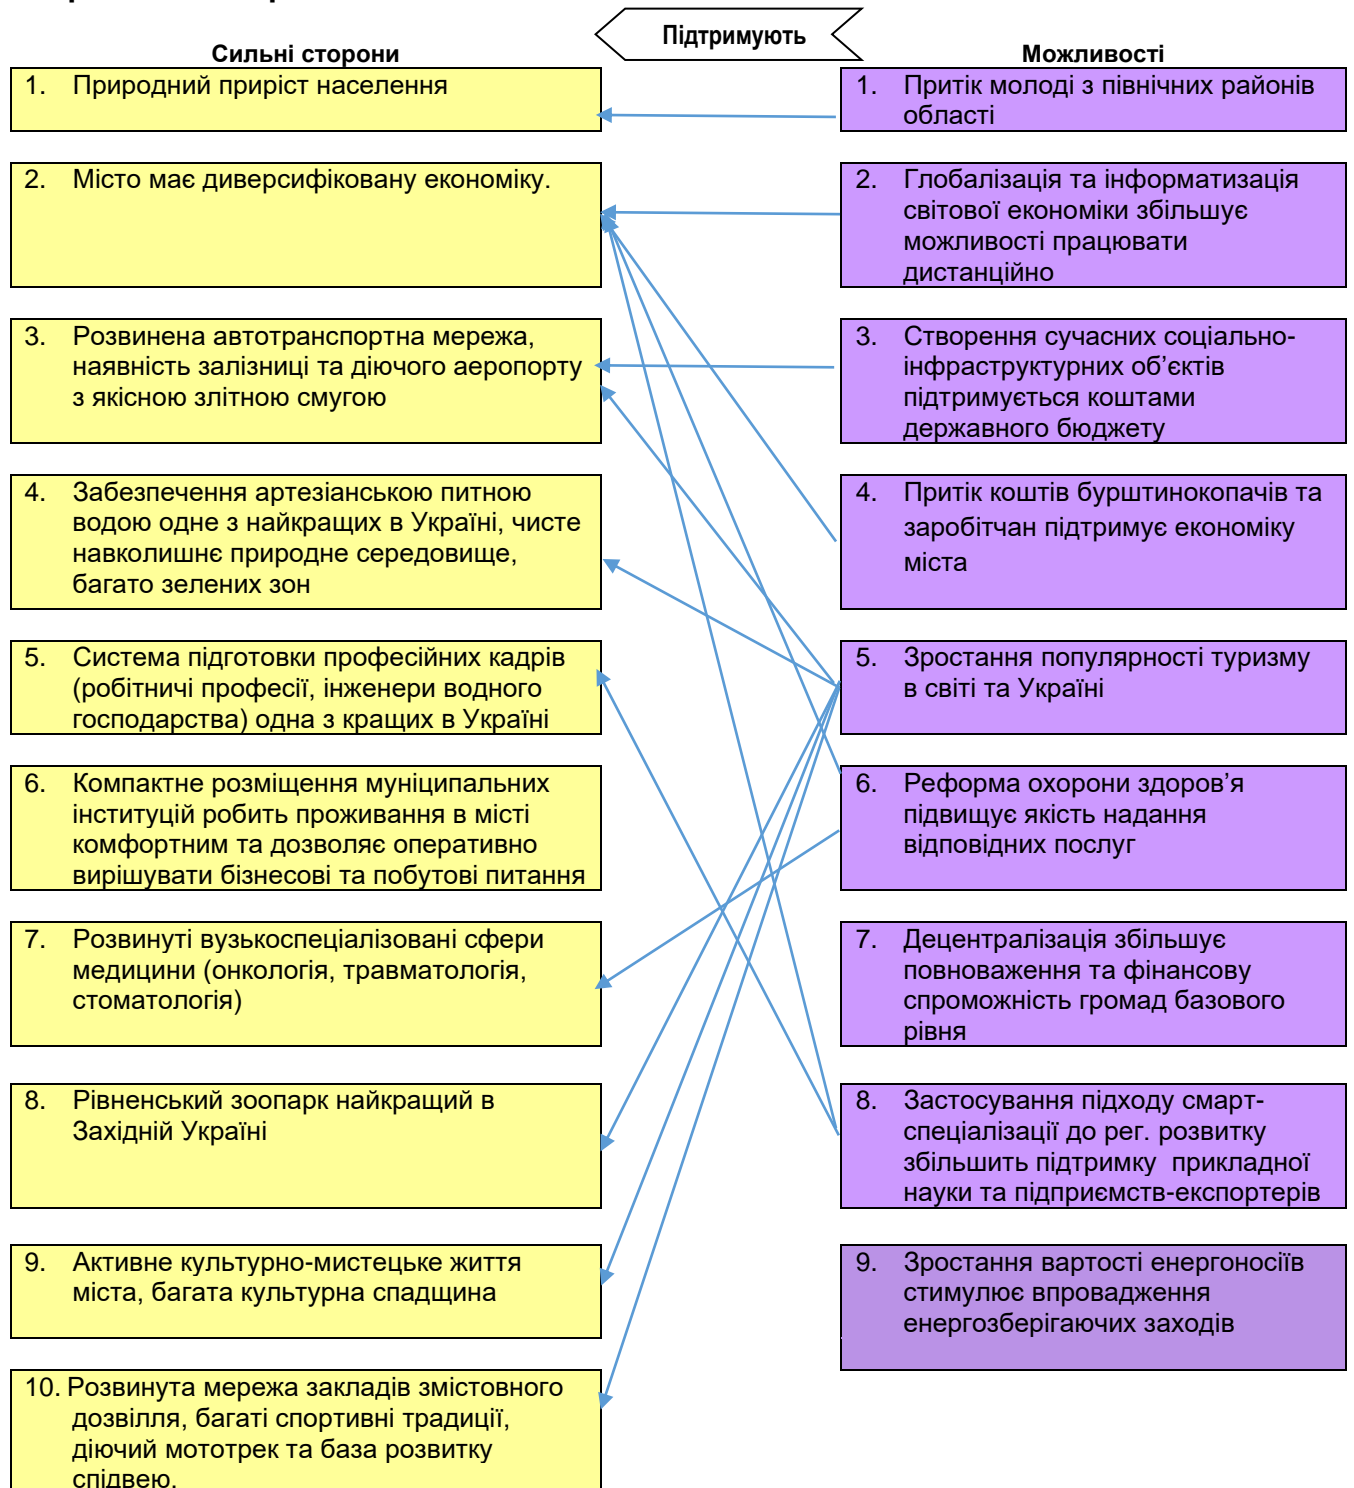 Підтримують
Сильні сторони
Можливості
1. Природний приріст населення
2. Місто має диверсифіковану економіку.
3. Розвинена автотранспортна мережа,
наявність залізниці та діючого аеропорту
з якісною злітною смугою
4. Забезпечення артезіанською питною
водою одне з найкращих в Україні, чисте
навколишнє природне середовище,
багато зелених зон
5. Система підготовки професійних кадрів
(робітничі професії, інженери водного
господарства) одна з кращих в Україні
6. Компактне розміщення муніципальних
інституцій робить проживання в місті
комфортним та дозволяє оперативно
вирішувати бізнесові та побутові питання
7. Розвинуті вузькоспеціалізовані сфери
медицини (онкологія, травматологія,
стоматологія)
8. Рівненський зоопарк найкращий в
Західній Україні
9. Активне культурно-мистецьке життя
міста, багата культурна спадщина
10. Розвинута мережа закладів змістовного
дозвілля, багаті спортивні традиції,
діючий мототрек та база розвитку
спідвею.
1. Притік молоді з північних районів
області
2. Глобалізація та інформатизація
світової економіки збільшує
можливості працювати
дистанційно
3. Створення сучасних соціально-
інфраструктурних об’єктів
підтримується коштами
державного бюджету
4. Притік коштів бурштинокопачів та
заробітчан підтримує економіку
міста
5. Зростання популярності туризму
в світі та Україні
6. Реформа охорони здоров’я
підвищує якість надання
відповідних послуг
7. Децентралізація збільшує
повноваження та фінансову
спроможність громад базового
рівня
8. Застосування підходу смарт-
спеціалізації до рег. розвитку
збільшить підтримку прикладної
науки та підприємств-експортерів
9. Зростання вартості енергоносіїв
стимулює впровадження
енергозберігаючих заходів